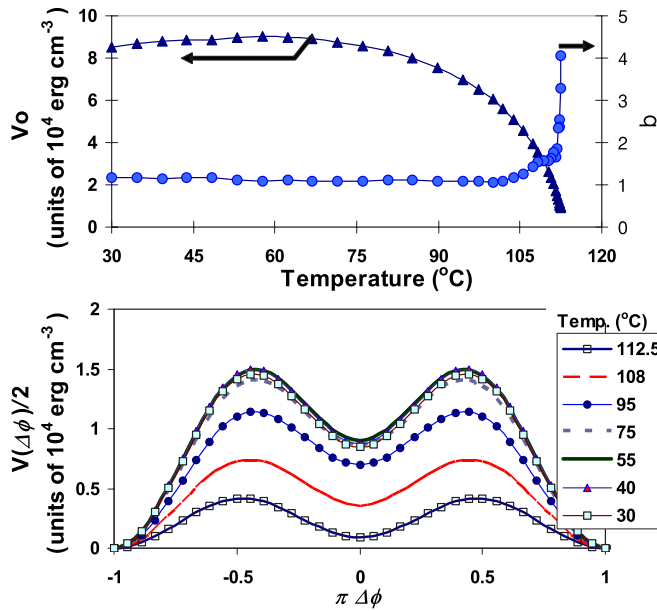 10
8
6
4
2
0
Vo
(units of 10⁴ erg cm⁻³)
5
4
3
2
1
0
b
30 45 60 75 90 105 120
Temperature (°C)
2
1.5
1
0.5
0
V(Δϕ)/2
(units of 10⁴ erg cm⁻³)
Temp. (°C)
112.5
108
95
75
55
40
30
-1 -0.5 0 0.5 1
π Δϕ